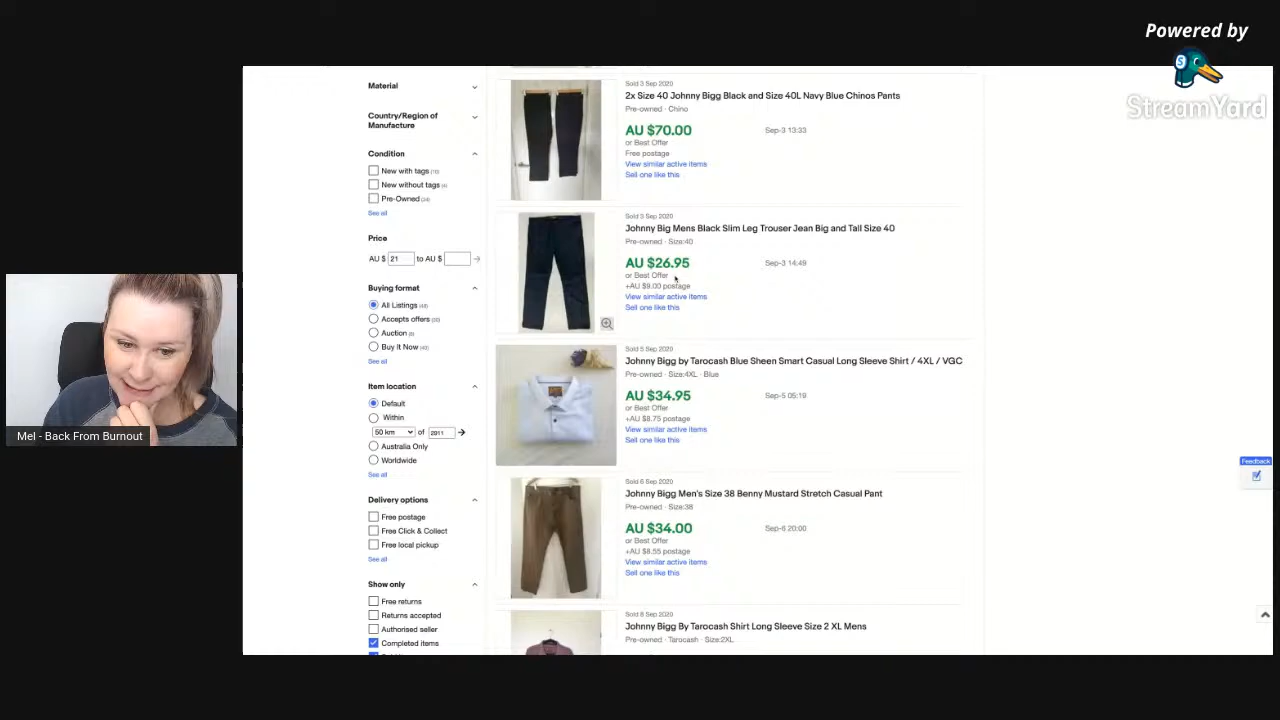 Powered by
StreamYard
Material
Country/Region of
Manufacture
Condition
New with tags
New without tags
Pre-Owned
See all
Price
AU $ 21 to AU $
Buying format
All Listings
Accepts offers
Auction
Buy It Now
See all
Item location
Default
Within
50 km of 2011
Australia Only
Worldwide
See all
Delivery options
Free postage
Free Click & Collect
Free local pickup
See all
Show only
Free returns
Returns accepted
Authorised seller
Completed items
Sold 3 Sep 2020
2x Size 40 Johnny Bigg Black and Size 40L Navy Blue Chinos Pants
Pre-owned · Chino
AU $70.00 Sep-3 13:33
or Best Offer
Free postage
View similar active items
Sell one like this
Sold 3 Sep 2020
Johnny Big Mens Black Slim Leg Trouser Jean Big and Tall Size 40
Pre-owned · Size:40
AU $26.95 Sep-3 14:49
or Best Offer
+AU $9.00 postage
View similar active items
Sell one like this
Sold 5 Sep 2020
Johnny Bigg by Tarocash Blue Sheen Smart Casual Long Sleeve Shirt / 4XL / VGC
Pre-owned · Size:4XL · Blue
AU $34.95 Sep-5 05:19
or Best Offer
+AU $8.75 postage
View similar active items
Sell one like this
Sold 6 Sep 2020
Johnny Bigg Men's Size 38 Benny Mustard Stretch Casual Pant
Pre-owned · Size:38
AU $34.00 Sep-6 20:00
or Best Offer
+AU $8.55 postage
View similar active items
Sell one like this
Sold 8 Sep 2020
Johnny Bigg By Tarocash Shirt Long Sleeve Size 2 XL Mens
Pre-owned · Tarocash · Size:2XL
Feedback
Mel - Back From Burnout